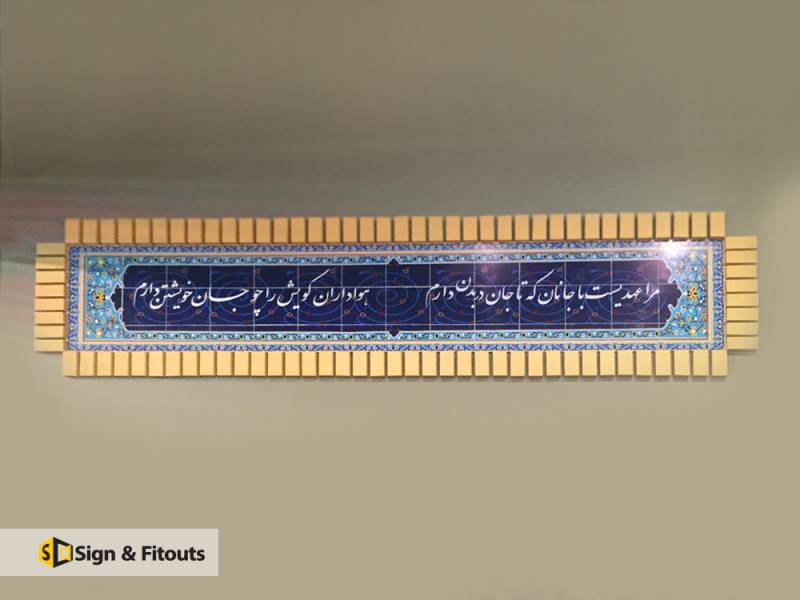 مرا عهدیست با جانان که تا جان در بدن دارم
هواداران کویش را چو جان خویشتن دارم
Sign & Fitouts